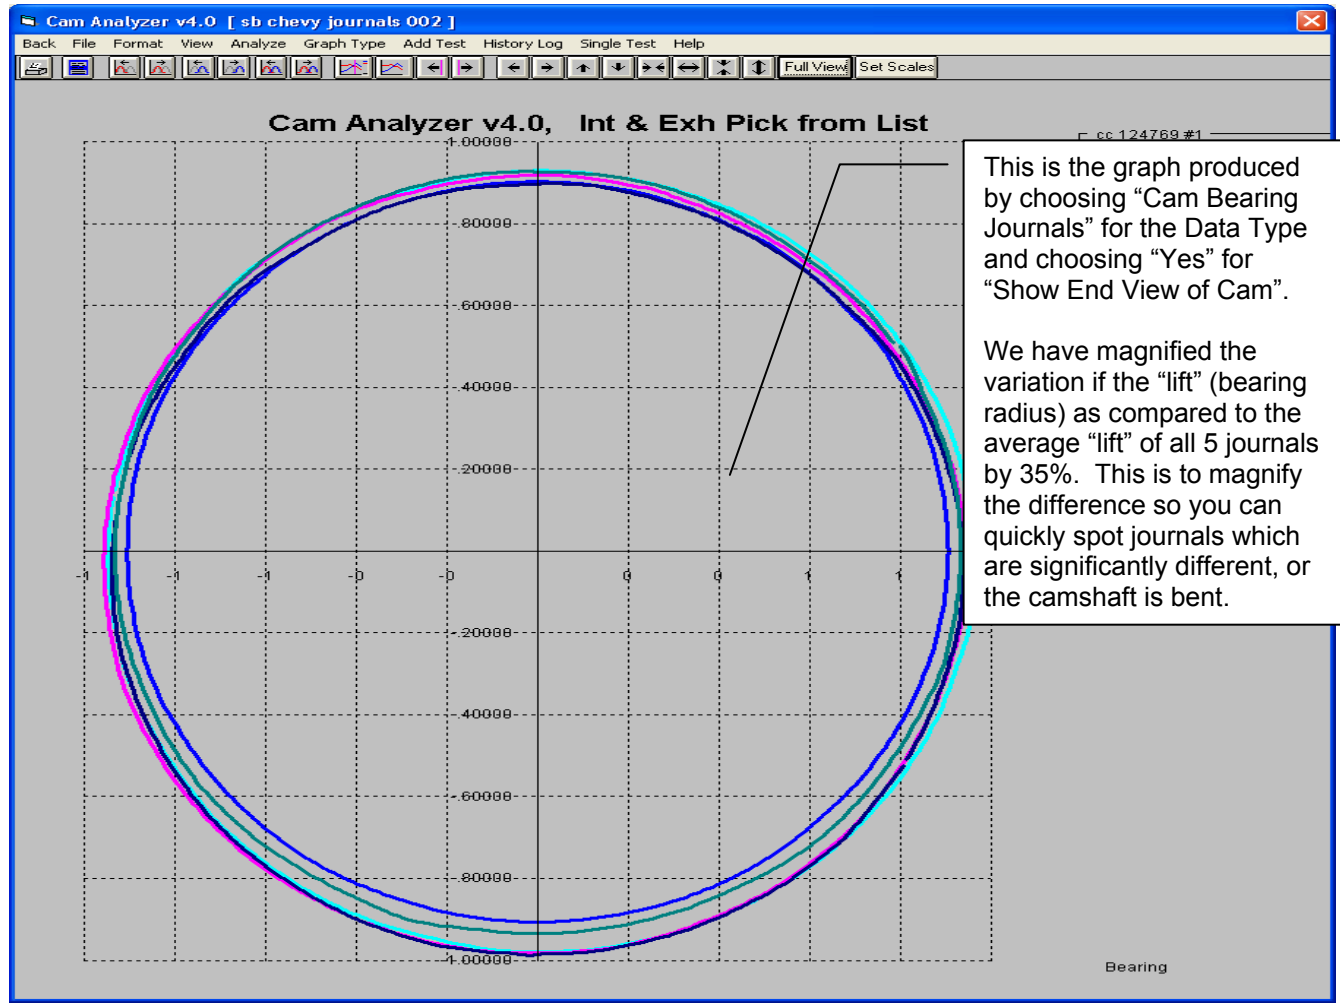 Cam Analyzer v4.0 [ sb chevy journals 002 ]
Back File Format View Analyze Graph Type Add Test History Log Single Test Help
Full View Set Scales
Cam Analyzer v4.0, Int & Exh Pick from List
cc 124769 #1
1.00000
.80000
.60000
.40000
.20000
-1 -1 -1 -0 -0 0 0 1 1
-.20000
-.40000
-.60000
-.80000
-1.00000
Bearing
This is the graph produced
by choosing “Cam Bearing
Journals” for the Data Type
and choosing “Yes” for
“Show End View of Cam”.
We have magnified the
variation if the “lift” (bearing
radius) as compared to the
average “lift” of all 5 journals
by 35%. This is to magnify
the difference so you can
quickly spot journals which
are significantly different, or
the camshaft is bent.